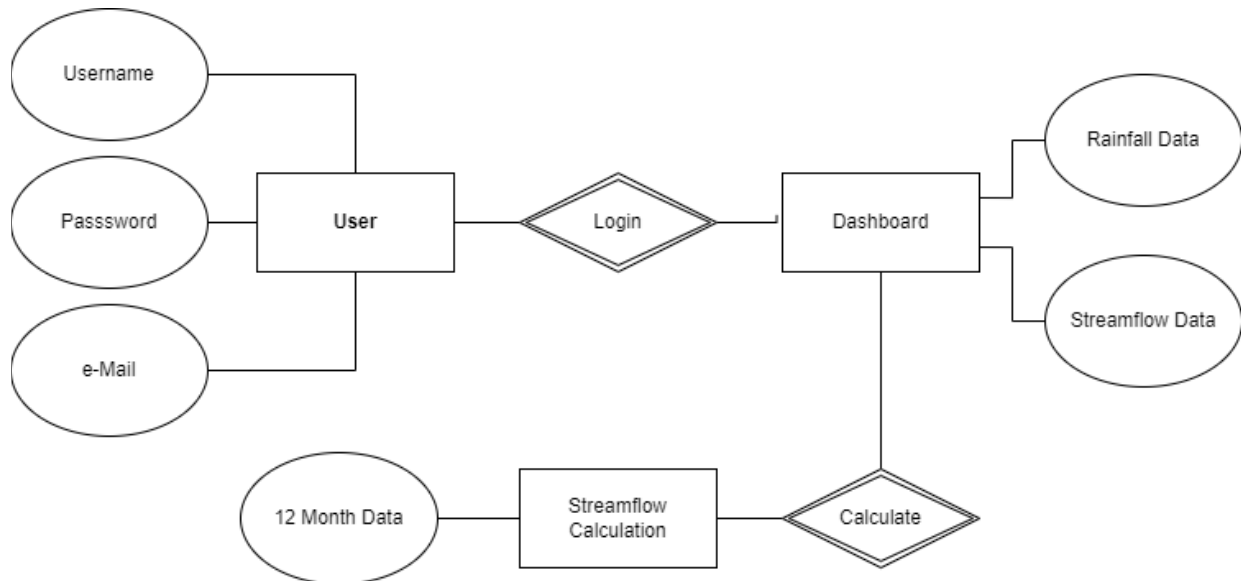 Username
Passsword
User
Login
Dashboard
Rainfall Data
Streamflow Data
e-Mail
12 Month Data
Streamflow
Calculation
Calculate